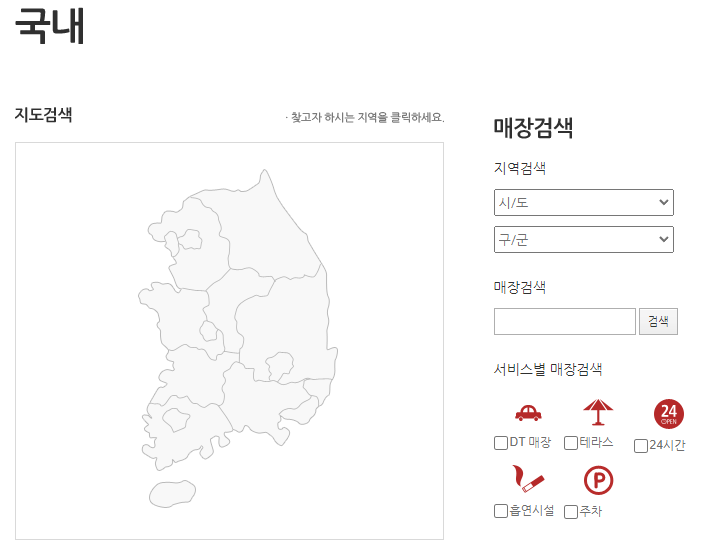 국내
지도검색
· 찾고자 하시는 지역을 클릭하세요.
매장검색
지역검색
시/도
구/군
매장검색
검색
서비스별 매장검색
24
OPEN
DT 매장
테라스
24시간
P
흡연시설
주차